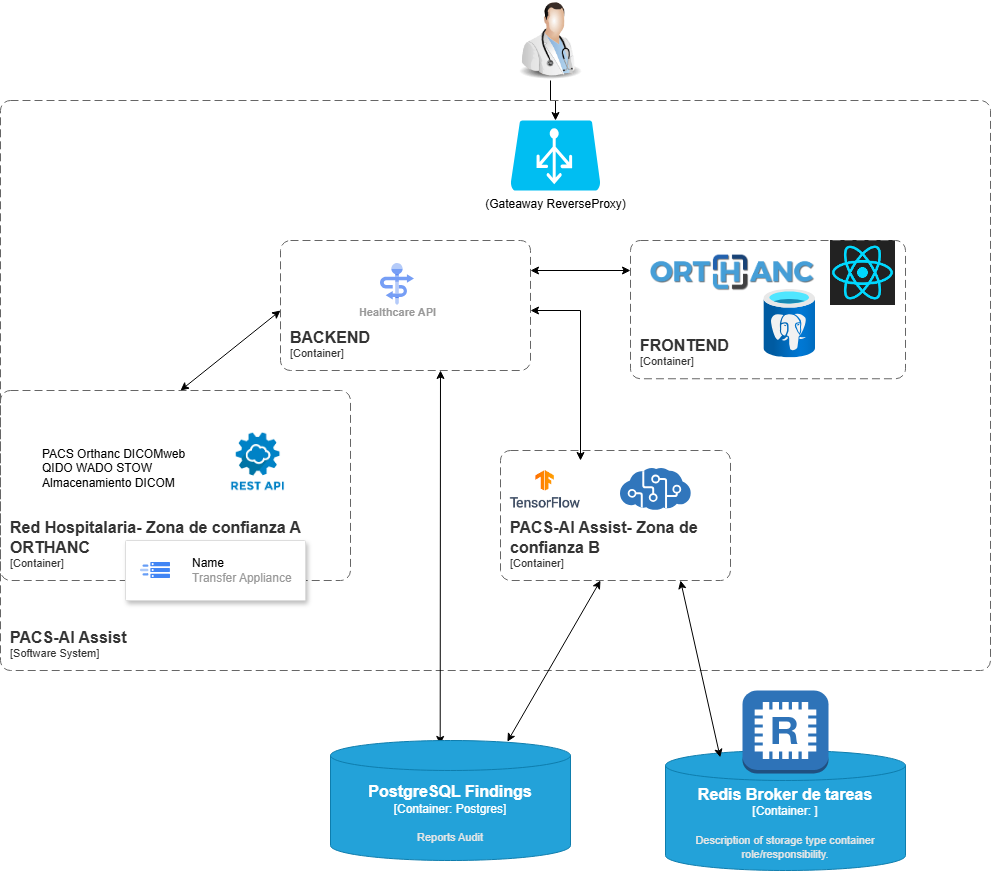 (Gateaway ReverseProxy)
Healthcare API
BACKEND
[Container]
ORTHANC
FRONTEND
[Container]
PACS Orthanc DICOMweb
QIDO WADO STOW
Almacenamiento DICOM
REST API
Red Hospitalaria- Zona de confianza A
ORTHANC
[Container]
Name
Transfer Appliance
TensorFlow
PACS-AI Assist- Zona de
confianza B
[Container]
PACS-AI Assist
[Software System]
PostgreSQL Findings
[Container: Postgres]
Reports Audit
R
Redis Broker de tareas
[Container: ]
Description of storage type container
role/responsibility.